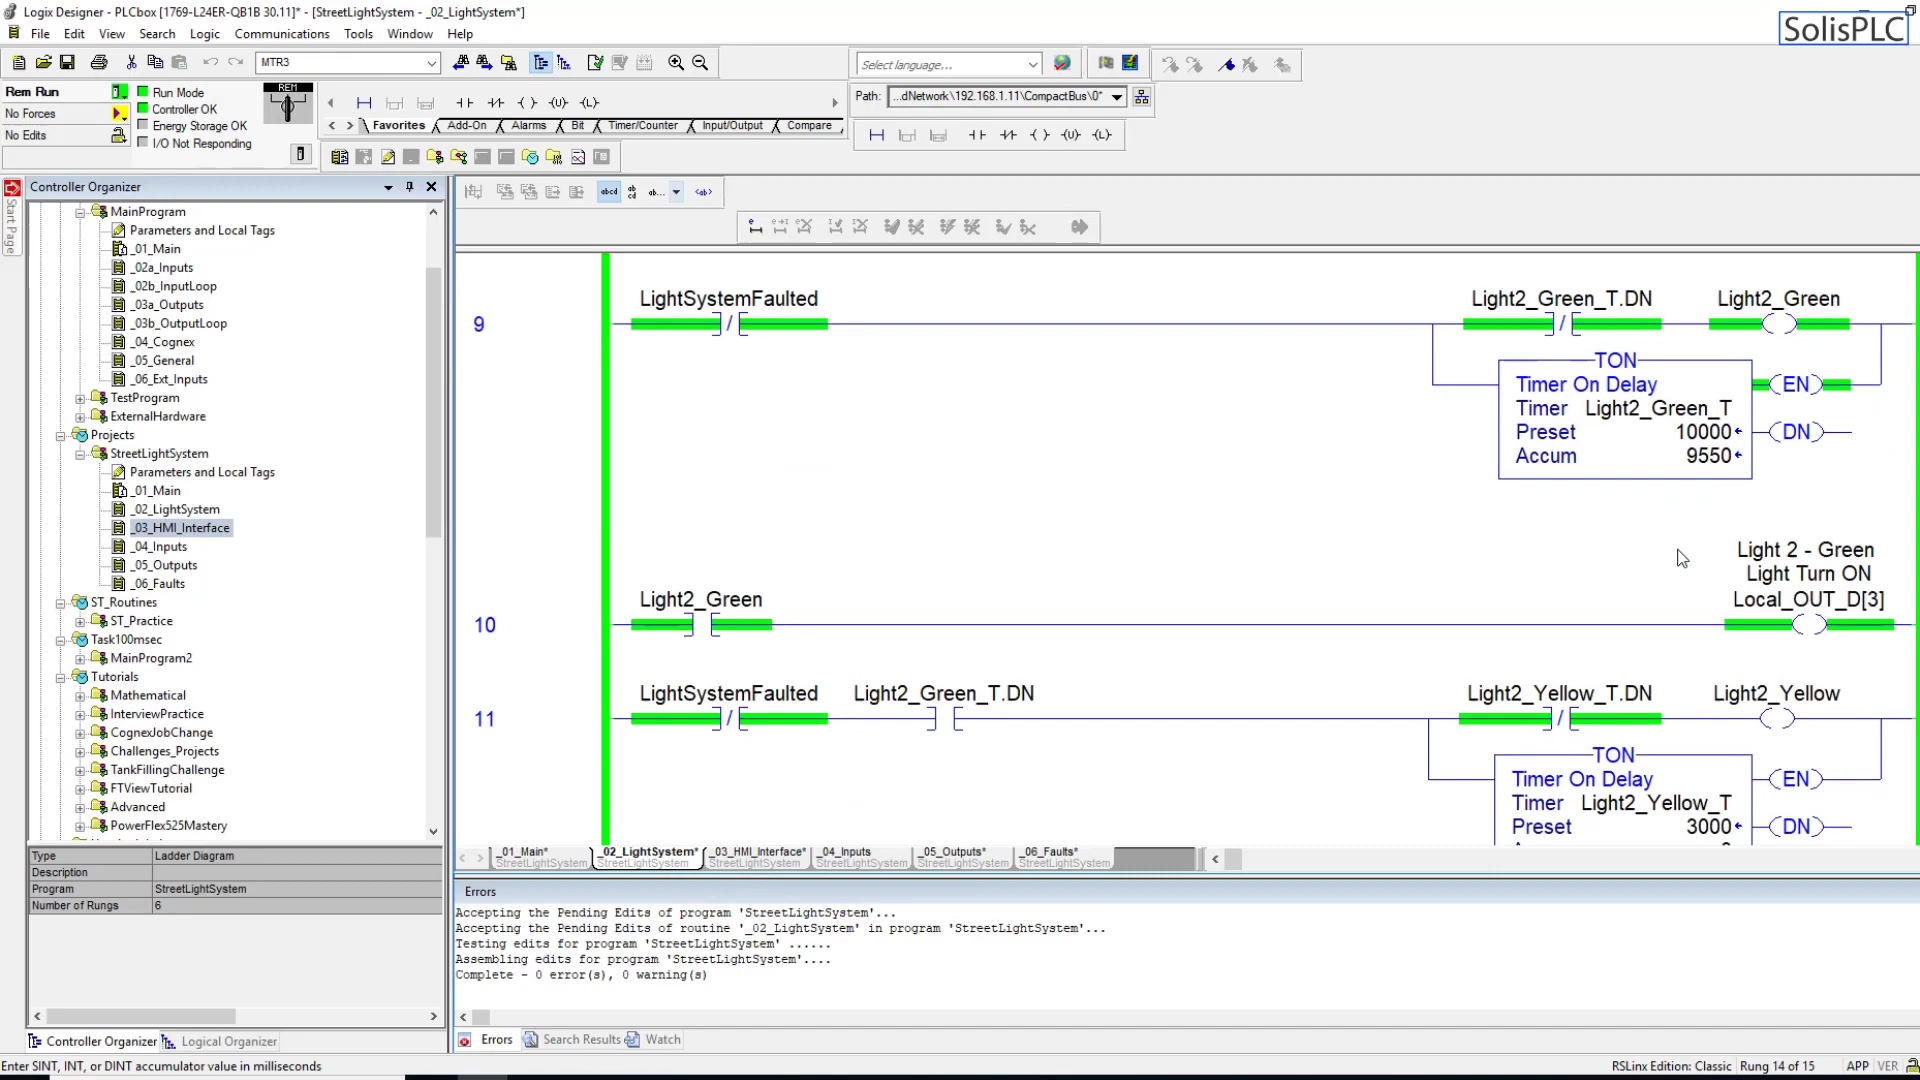 Logix Designer - PLCbox [1769-L24ER-QB1B 30.11]* - [StreetLightSystem - _02_LightSystem*]
SolisPLC
File Edit View Search Logic Communications Tools Window Help
MTR3
Select language...
Rem Run
No Forces
No Edits
Run Mode
Controller OK
Energy Storage OK
I/O Not Responding
REM
Path: ...dNetwork\192.168.1.11\CompactBus\0*
Favorites Add-On Alarms Bit Timer/Counter Input/Output Compare
Start Page
Controller Organizer
MainProgram
Parameters and Local Tags
_01_Main
_02a_Inputs
_02b_InputLoop
_03a_Outputs
_03b_OutputLoop
_04_Cognex
_05_General
_06_Ext_Inputs
TestProgram
ExternalHardware
Projects
StreetLightSystem
Parameters and Local Tags
_01_Main
_02_LightSystem
_03_HMI_Interface
_04_Inputs
_05_Outputs
_06_Faults
ST_Routines
ST_Practice
Task100msec
MainProgram2
Tutorials
Mathematical
InterviewPractice
CognexJobChange
Challenges_Projects
TankFillingChallenge
FTViewTutorial
Advanced
PowerFlex525Mastery
Type Ladder Diagram
Description
Program StreetLightSystem
Number of Rungs 6
Controller Organizer Logical Organizer
9
LightSystemFaulted
Light2_Green_T.DN Light2_Green
TON
Timer On Delay EN
Timer Light2_Green_T
Preset 10000 DN
Accum 9550
Light 2 - Green
Light Turn ON
Local_OUT_D[3]
10
Light2_Green
11
LightSystemFaulted Light2_Green_T.DN
Light2_Yellow_T.DN Light2_Yellow
TON
Timer On Delay EN
Timer Light2_Yellow_T
Preset 3000 DN
_01_Main* _02_LightSystem* _03_HMI_Interface* _04_Inputs _05_Outputs* _06_Faults*
StreetLightSystem StreetLightSystem StreetLightSystem StreetLightSystem StreetLightSystem StreetLightSystem
Errors
Accepting the Pending Edits of program 'StreetLightSystem'...
Accepting the Pending Edits of routine '_02_LightSystem' in program 'StreetLightSystem'...
Testing edits for program 'StreetLightSystem' ......
Assembling edits for program 'StreetLightSystem'....
Complete - 0 error(s), 0 warning(s)
Errors Search Results Watch
Enter SINT, INT, or DINT accumulator value in milliseconds
RSLinx Edition: Classic Rung 14 of 15 APP VER